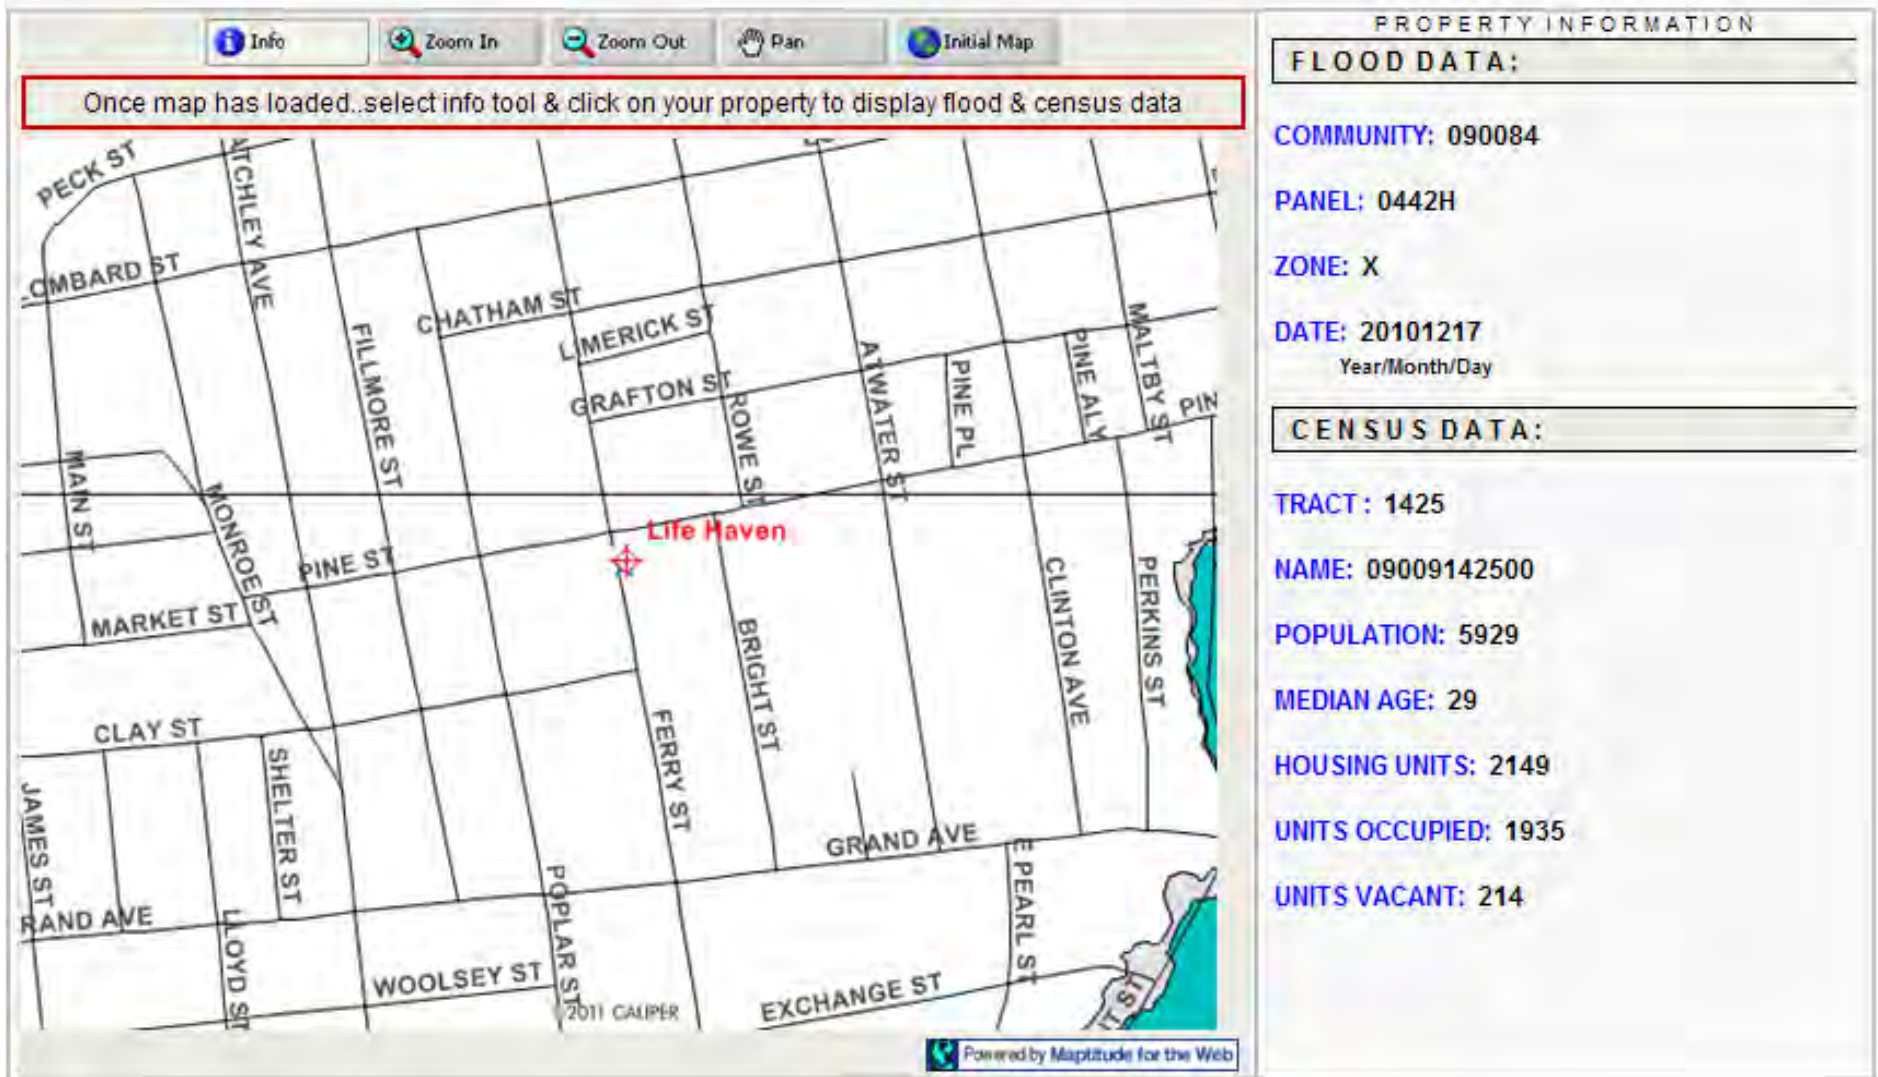 Info
Zoom In
Zoom Out
Pan
Initial Map
Once map has loaded..select info tool & click on your property to display flood & census data
PECK ST
ATCHLEY AVE
OMBARD ST
CHATHAM ST
LIMERICK ST
GRAFTON ST
FILLMORE ST
ROWE ST
ATWATER ST
PINE PL
PINE ALY
MALTBY ST
PIN
MAIN ST
MONROE ST
Life Haven
PINE ST
MARKET ST
CLINTON AVE
PERKINS ST
BRIGHT ST
CLAY ST
FERRY ST
SHELTER ST
JAMES ST
GRAND AVE
E PEARL ST
RAND AVE
LLOYD ST
POPLAR ST
WOOLSEY ST
EXCHANGE ST
IT ST
©2011 CALIPER
Powered by Maptitude for the Web
PROPERTY INFORMATION
FLOOD DATA:
COMMUNITY: 090084
PANEL: 0442H
ZONE: X
DATE: 20101217
Year/Month/Day
CENSUS DATA:
TRACT : 1425
NAME: 09009142500
POPULATION: 5929
MEDIAN AGE: 29
HOUSING UNITS: 2149
UNITS OCCUPIED: 1935
UNITS VACANT: 214